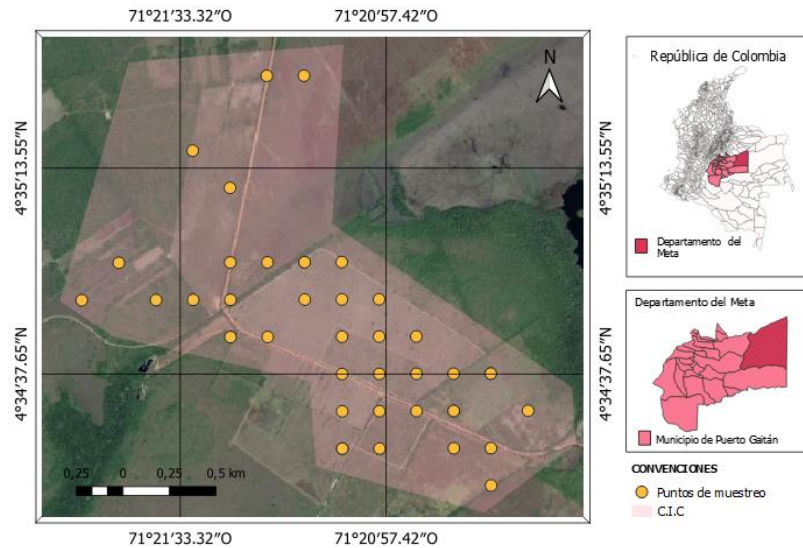 71°21'33.32"O 71°20'57.42"O
N
4°35'13.55"N
4°35'13.55"N
4°34'37.65"N
4°34'37.65"N
0,25 0 0,25 0,5 km
71°21'33.32"O 71°20'57.42"O
República de Colombia
Departamento del
Meta
Departamento del Meta
Municipio de Puerto Gaitán
CONVENCIONES
Puntos de muestreo
C.I.C